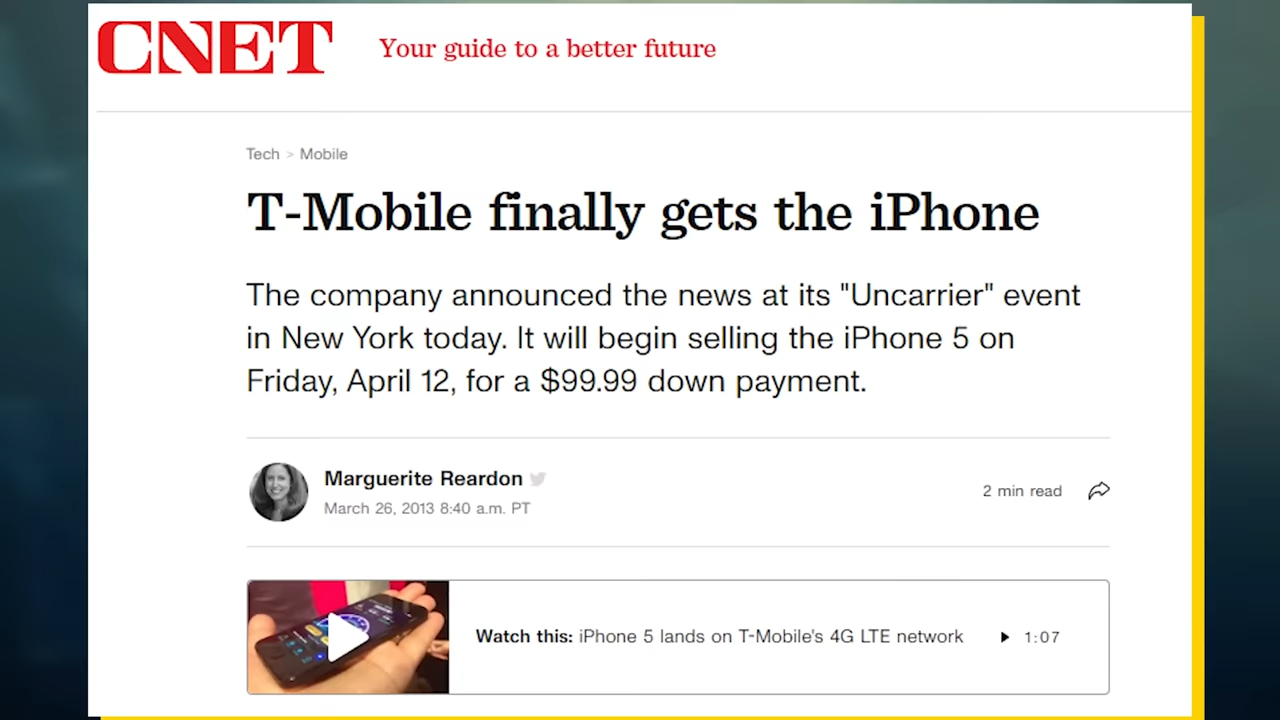 CNET
Your guide to a better future
Tech > Mobile
T-Mobile finally gets the iPhone
The company announced the news at its "Uncarrier" event
in New York today. It will begin selling the iPhone 5 on
Friday, April 12, for a $99.99 down payment.
Marguerite Reardon
March 26, 2013 8:40 a.m. PT
2 min read
Watch this: iPhone 5 lands on T-Mobile's 4G LTE network
1:07